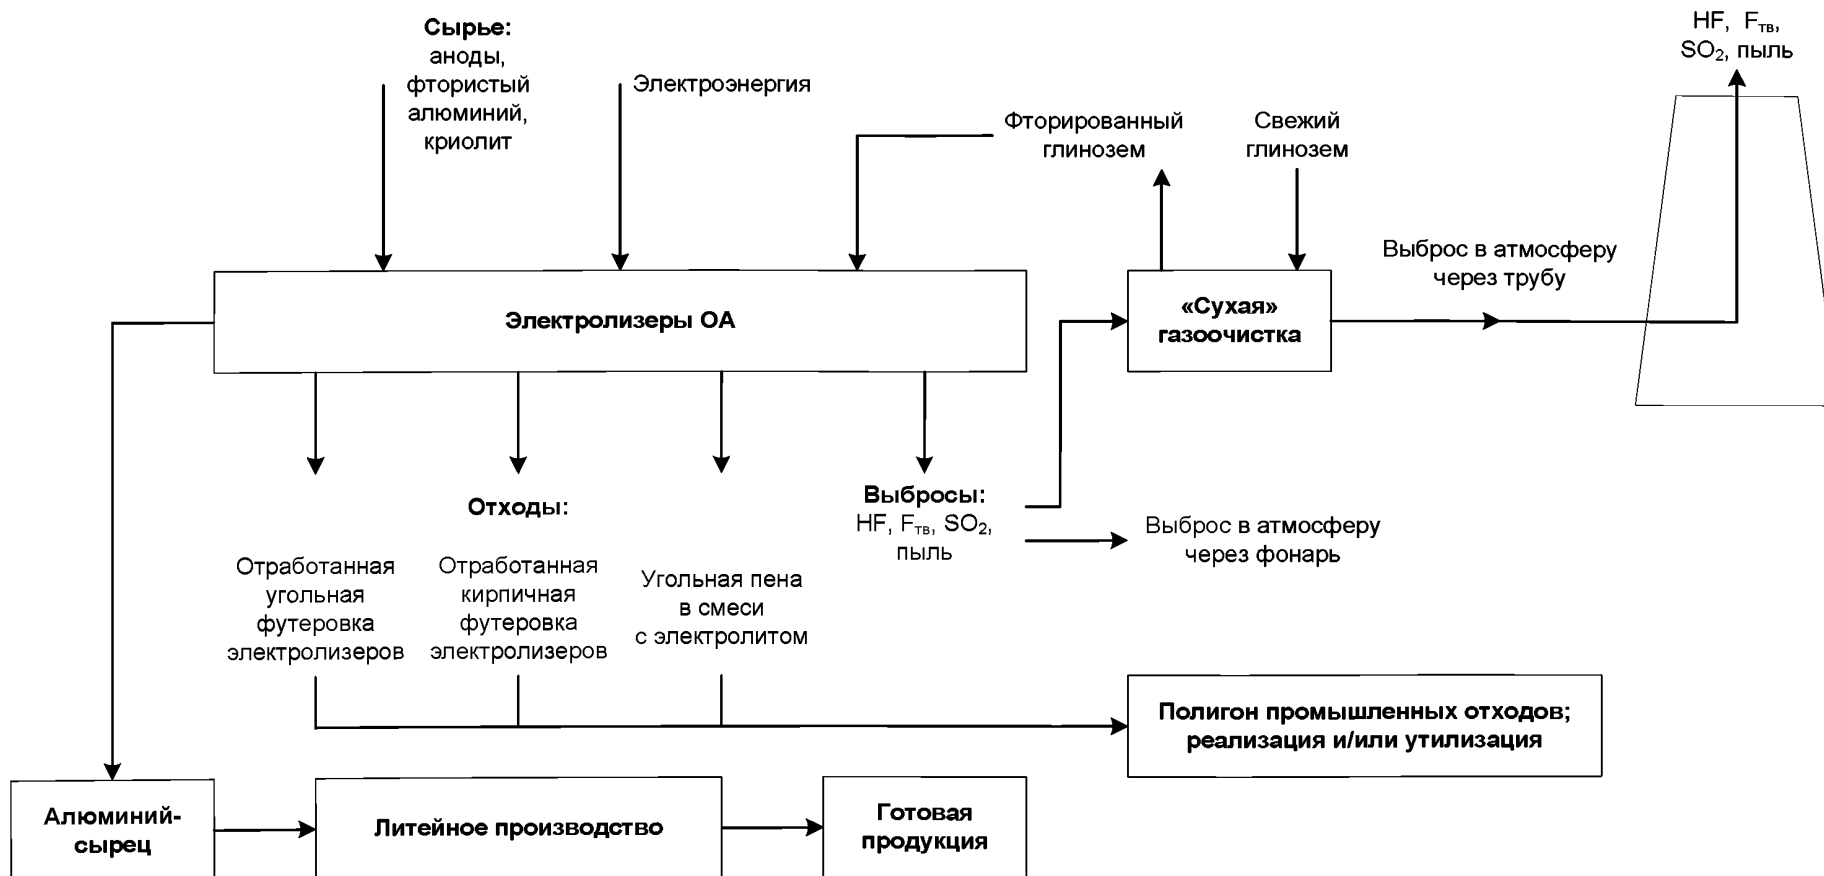 Сырье:
аноды,
фтористый
алюминий,
криолит
Электроэнергия
Фторированный
глинозем
Свежий
глинозем
HF, Fтв,
SO2, пыль
Выброс в атмосферу
через трубу
Электролизеры ОА
«Сухая»
газоочистка
Отходы:
Выбросы:
HF, Fтв, SO2,
пыль
Выброс в атмосферу
через фонарь
Отработанная
угольная
футеровка
электролизеров
Отработанная
кирпичная
футеровка
электролизеров
Угольная пена
в смеси
с электролитом
Полигон промышленных отходов;
реализация и/или утилизация
Алюминий-
сырец
Литейное производство
Готовая
продукция